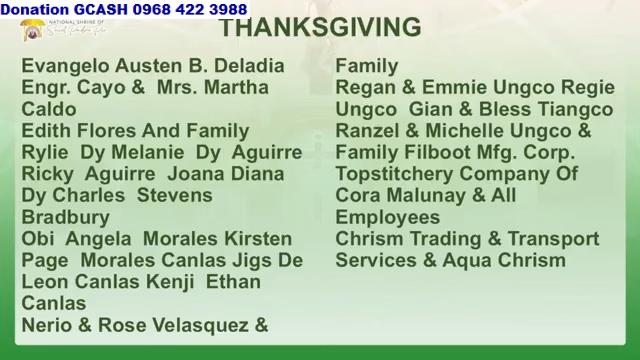 Donation GCASH 0968 422 3988
NATIONAL SHRINE OF
THANKSGIVING
Evangelo Austen B. Deladia
Engr. Cayo & Mrs. Martha
Caldo
Edith Flores And Family
Rylie Dy Melanie Dy Aguirre
Ricky Aguirre Joana Diana
Dy Charles Stevens
Bradbury
Obi Angela Morales Kirsten
Page Morales Canlas Jigs De
Leon Canlas Kenji Ethan
Canlas
Nerio & Rose Velasquez &
Family
Regan & Emmie Ungco Regie
Ungco Gian & Bless Tiangco
Ranzel & Michelle Ungco &
Family Filboot Mfg. Corp.
Topstitchery Company Of
Cora Malunay & All
Employees
Chrism Trading & Transport
Services & Aqua Chrism